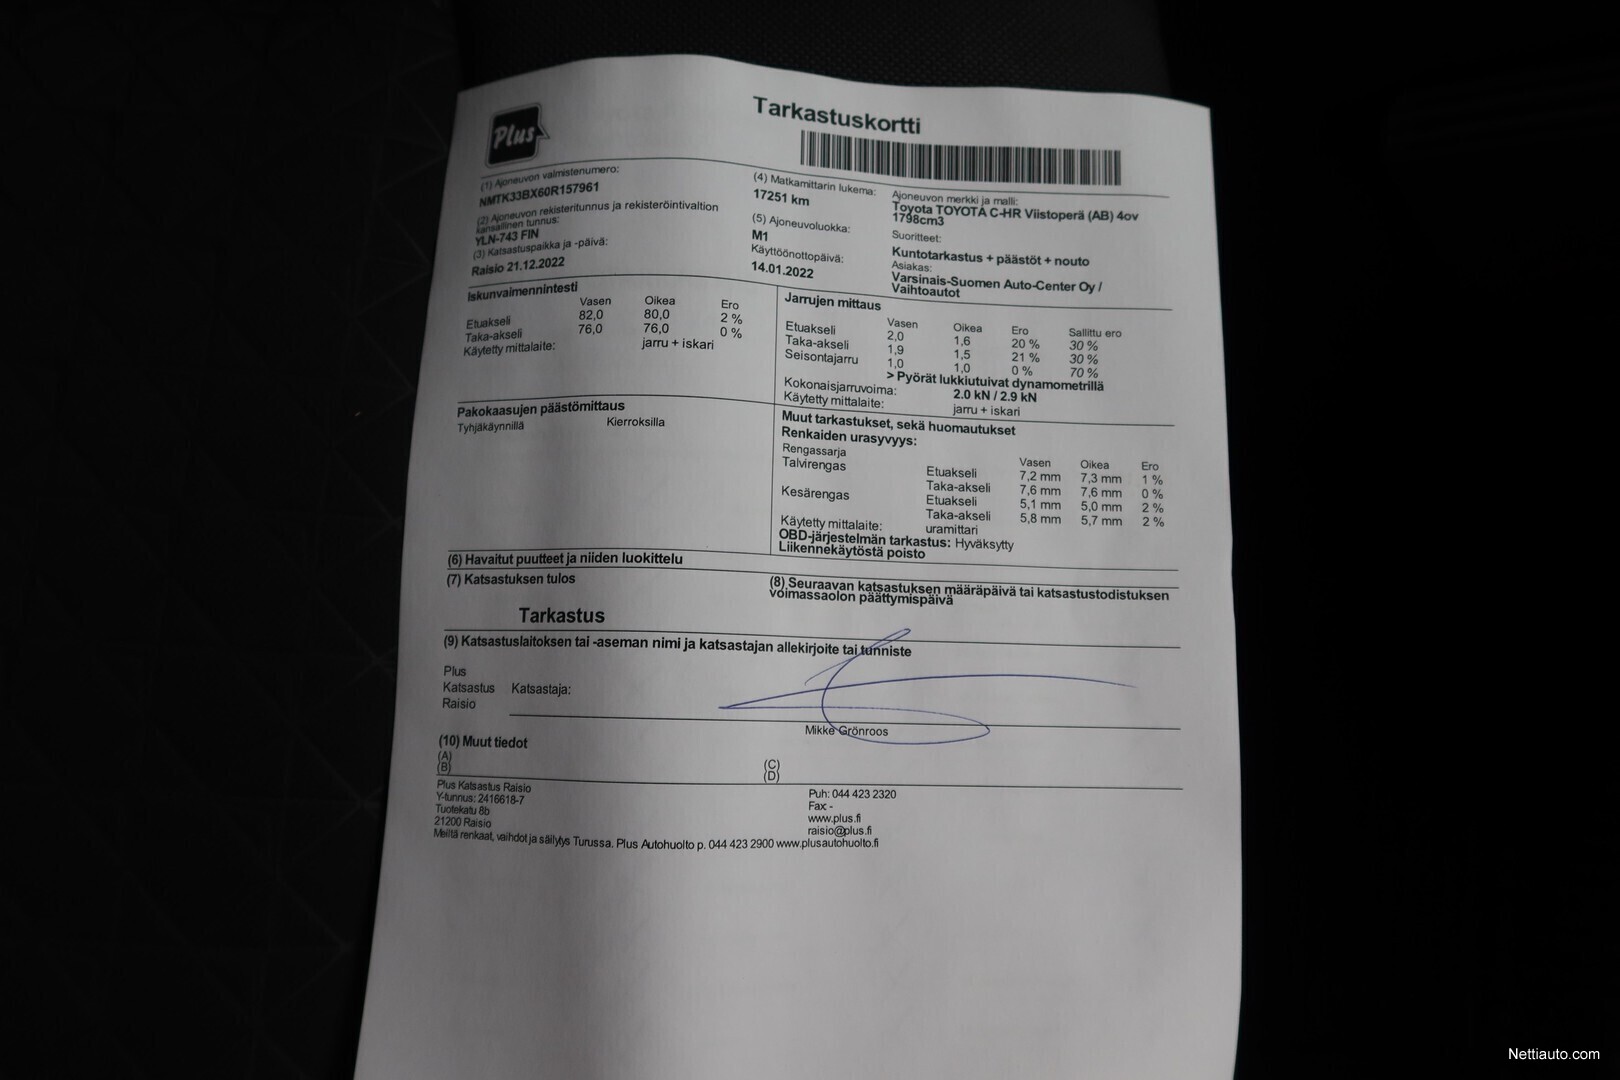 Plus
Tarkastuskortti
(1) Ajoneuvon valmistenumero:
NMTK33BX60R157961
(2) Ajoneuvon rekisteritunnus ja rekisteröintivaltion
kansallinen tunnus:
YLN-743 FIN
(3) Katsastuspaikka ja -päivä:
Raisio 21.12.2022
(4) Matkamittarin lukema:
17251 km
(5) Ajoneuvoluokka:
M1
Käyttöönottopäivä:
14.01.2022
Ajoneuvon merkki ja malli:
Toyota TOYOTA C-HR Viistoperä (AB) 4ov
1798cm3
Suoritteet:
Kuntotarkastus + päästöt + nouto
Asiakas:
Varsinais-Suomen Auto-Center Oy /
Vaihtoautot
Iskunvaimennintesti
Vasen Oikea Ero
Etuakseli 82,0 80,0 2 %
Taka-akseli 76,0 76,0 0 %
Käytetty mittalaite: jarru + iskari
Jarrujen mittaus
Vasen Oikea Ero Sallittu ero
Etuakseli 2,0 1,6 20 % 30 %
Taka-akseli 1,9 1,5 21 % 30 %
Seisontajarru 1,0 1,0 0 % 70 %
> Pyörät lukkiutuivat dynamometrillä
Kokonaisjarruvoima: 2.0 kN / 2.9 kN
Käytetty mittalaite: jarru + iskari
Pakokaasujen päästömittaus
Tyhjäkäynnillä Kierroksilla
Muut tarkastukset, sekä huomautukset
Renkaiden urasyvyys:
Rengassarja Vasen Oikea Ero
Talvirengas Etuakseli 7,2 mm 7,3 mm 1 %
Taka-akseli 7,6 mm 7,6 mm 0 %
Kesärengas Etuakseli 5,1 mm 5,0 mm 2 %
Taka-akseli 5,8 mm 5,7 mm 2 %
Käytetty mittalaite: uramittari
OBD-järjestelmän tarkastus: Hyväksytty
Liikennekäytöstä poisto
(6) Havaitut puutteet ja niiden luokittelu
(7) Katsastuksen tulos
Tarkastus
(8) Seuraavan katsastuksen määräpäivä tai katsastustodistuksen
voimassaolon päättymispäivä
(9) Katsastuslaitoksen tai -aseman nimi ja katsastajan allekirjoite tai tunniste
Plus
Katsastus Katsastaja:
Raisio
Mikke Grönroos
(10) Muut tiedot
(A)
(B)
(C)
(D)
Plus Katsastus Raisio
Y-tunnus: 2416618-7
Tuotekatu 8b
21200 Raisio
Puh: 044 423 2320
Fax -
www.plus.fi
raisio@plus.fi
Meiltä renkaat, vaihdot ja säilytys Turussa. Plus Autohuolto p. 044 423 2900 www.plusautohuolto.fi
Nettiauto.com